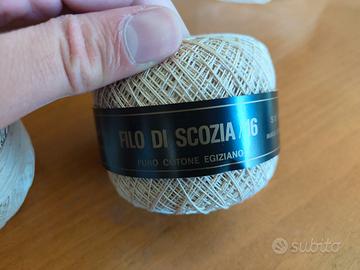 FILO DI SCOZIA /16
PURO COTONE EGIZIANO
subito